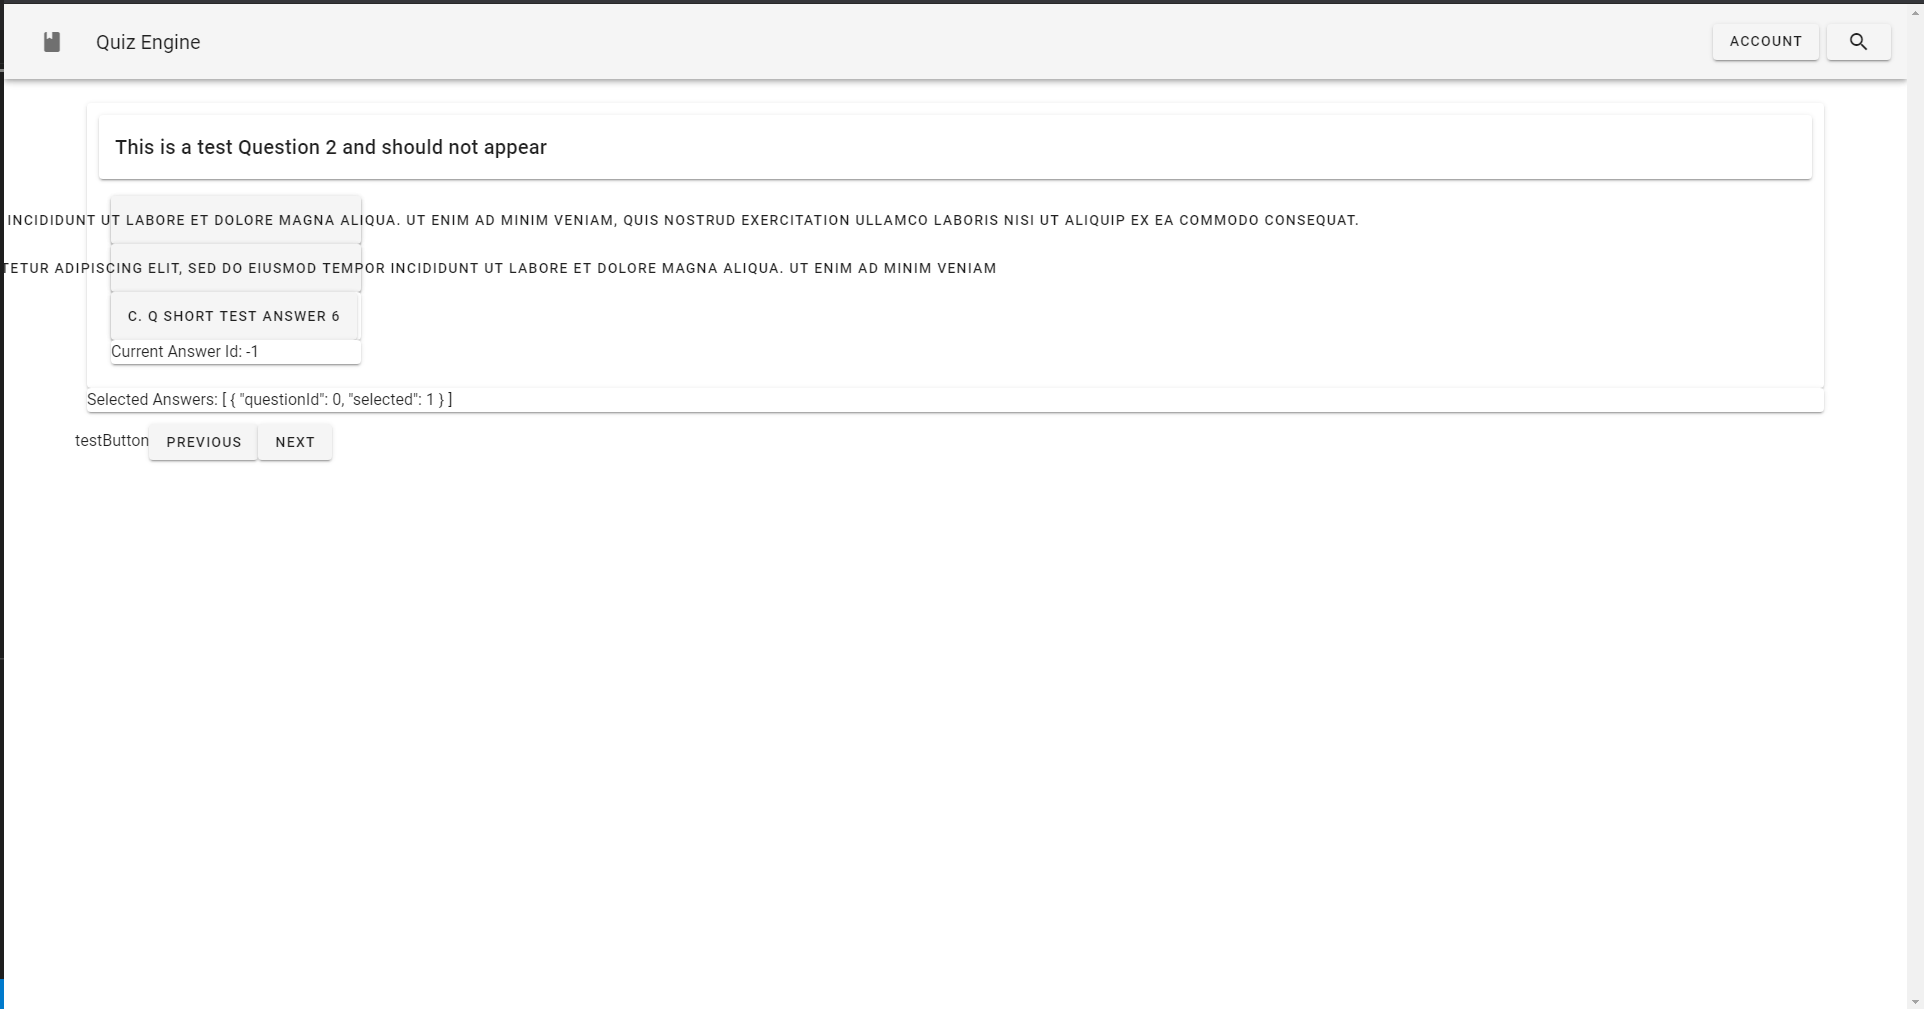 Quiz Engine
ACCOUNT
This is a test Question 2 and should not appear
INCIDIDUNT UT LABORE ET DOLORE MAGNA ALIQUA. UT ENIM AD MINIM VENIAM, QUIS NOSTRUD EXERCITATION ULLAMCO LABORIS NISI UT ALIQUIP EX EA COMMODO CONSEQUAT.
TETUR ADIPISCING ELIT, SED DO EIUSMOD TEMPOR INCIDIDUNT UT LABORE ET DOLORE MAGNA ALIQUA. UT ENIM AD MINIM VENIAM
C. Q SHORT TEST ANSWER 6
Current Answer Id: -1
Selected Answers: [ { "questionId": 0, "selected": 1 } ]
testButton PREVIOUS NEXT